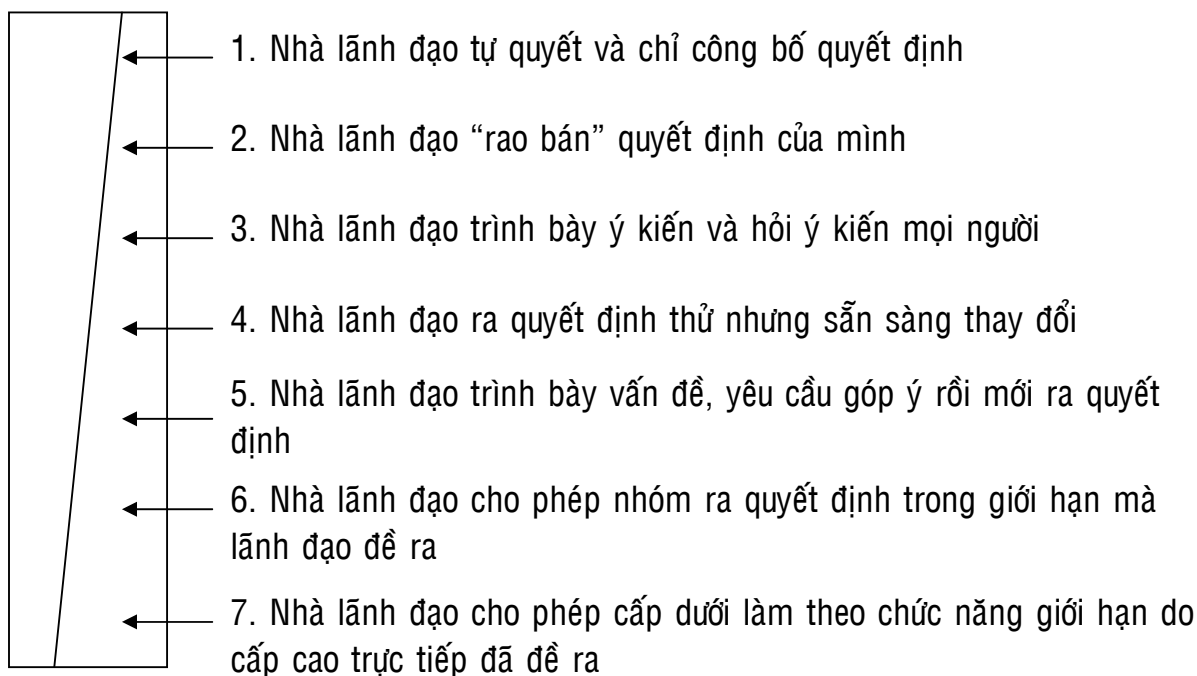 1. Nhà lãnh đạo tự quyết và chỉ công bố quyết định
2. Nhà lãnh đạo “rao bán” quyết định của mình
3. Nhà lãnh đạo trình bày ý kiến và hỏi ý kiến mọi người
4. Nhà lãnh đạo ra quyết định thử nhưng sẵn sàng thay đổi
5. Nhà lãnh đạo trình bày vấn đề, yêu cầu góp ý rồi mới ra quyết
định
6. Nhà lãnh đạo cho phép nhóm ra quyết định trong giới hạn mà
lãnh đạo đề ra
7. Nhà lãnh đạo cho phép cấp dưới làm theo chức năng giới hạn do
cấp cao trực tiếp đã đề ra